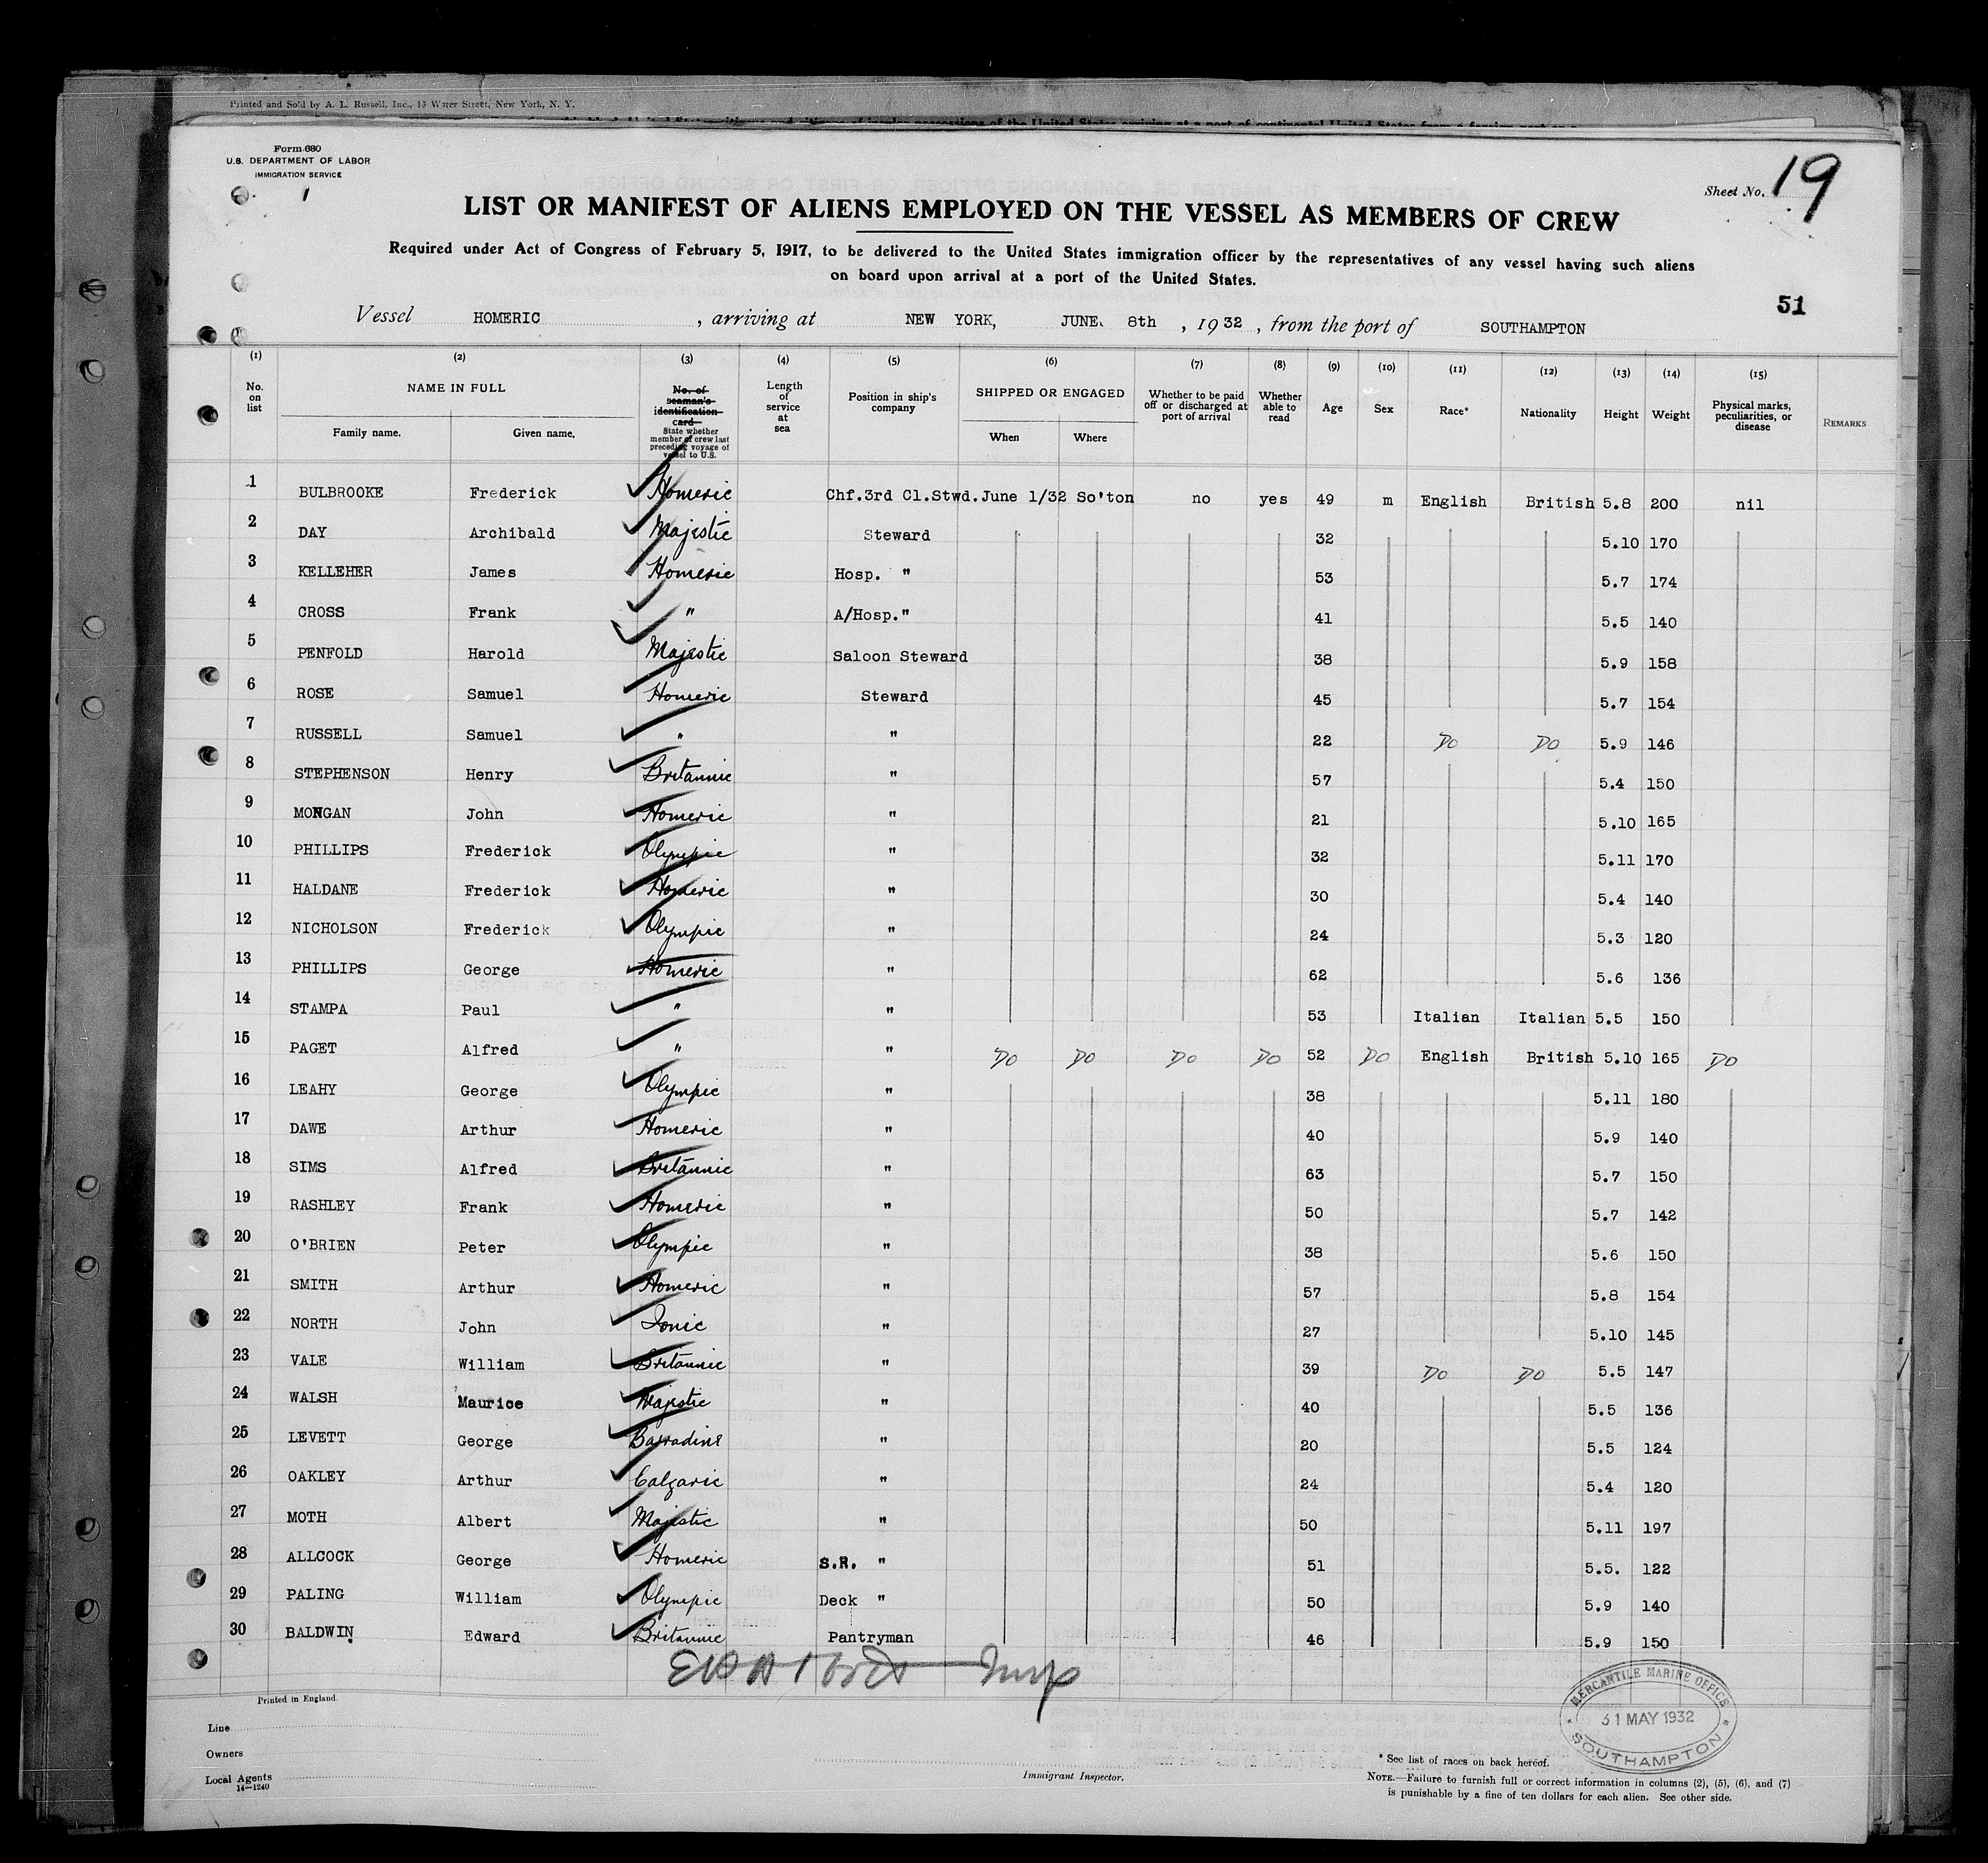 Printed and Sold by A. L. Russell, Inc., 13 Water Street, New York, N. Y.
Form 680
U.S. DEPARTMENT OF LABOR
IMMIGRATION SERVICE
1
Sheet No. 19
LIST OR MANIFEST OF ALIENS EMPLOYED ON THE VESSEL AS MEMBERS OF CREW
Required under Act of Congress of February 5, 1917, to be delivered to the United States immigration officer by the representatives of any vessel having such aliens
on board upon arrival at a port of the United States.
51
Vessel HOMERIC , arriving at NEW YORK, JUNE. 8th , 1932 , from the port of SOUTHAMPTON
(1) (2) (3) (4) (5) (6) (7) (8) (9) (10) (11) (12) (13) (14) (15)
No. on list NAME IN FULL Family name. Given name. No. of seaman's identification card State whether member of crew last preceding voyage of vessel to U.S. Length of service at sea Position in ship's company SHIPPED OR ENGAGED When Where Whether to be paid off or discharged at port of arrival Whether able to read Age Sex Race* Nationality Height Weight Physical marks, peculiarities, or disease REMARKS
1 BULBROOKE Frederick Homeric Chf.3rd Cl.Stwd. June 1/32 So'ton no yes 49 m English British 5.8 200 nil
2 DAY Archibald Majestic Steward 32 5.10 170
3 KELLEHER James Homeric Hosp. " 53 5.7 174
4 CROSS Frank " A/Hosp." 41 5.5 140
5 PENFOLD Harold Majestic Saloon Steward 38 5.9 158
6 ROSE Samuel Homeric Steward 45 5.7 154
7 RUSSELL Samuel " " 22 DO DO 5.9 146
8 STEPHENSON Henry Britannic " 57 5.4 150
9 MONGAN John Homeric " 21 5.10 165
10 PHILLIPS Frederick Olympic " 32 5.11 170
11 HALDANE Frederick Homeric " 30 5.4 140
12 NICHOLSON Frederick Olympic " 24 5.3 120
13 PHILLIPS George Homeric " 62 5.6 136
14 STAMPA Paul " " 53 Italian Italian 5.5 150
15 PAGET Alfred " " DO DO DO DO 52 DO English British 5.10 165 DO
16 LEAHY George Olympic " 38 5.11 180
17 DAWE Arthur Homeric " 40 5.9 140
18 SIMS Alfred Britannic " 63 5.7 150
19 RASHLEY Frank Homeric " 50 5.7 142
20 O'BRIEN Peter Olympic " 38 5.6 150
21 SMITH Arthur Homeric " 57 5.8 154
22 NORTH John Ionic " 27 5.10 145
23 VALE William Britannic " 39 DO DO 5.5 147
24 WALSH Maurice Majestic " 40 5.5 136
25 LEVETT George " 20 5.5 124
26 OAKLEY Arthur Calgaric " 24 5.4 120
27 MOTH Albert Majestic " 50 5.11 197
28 ALLCOCK George Homeric S.R. " 51 5.5. 122
29 PALING William Olympic Deck " 50 5.9 140
30 BALDWIN Edward Britannic Pantryman 46 5.9 150
Printed in England.
MERCANTILE MARINE OFFICE
31 MAY 1932
SOUTHAMPTON
Line
Owners
Local Agents
14—1240
Immigrant Inspector.
* See list of races on back hereof.
NOTE.—Failure to furnish full or correct information in columns (2), (5), (6), and (7)
is punishable by a fine of ten dollars for each alien. See other side.